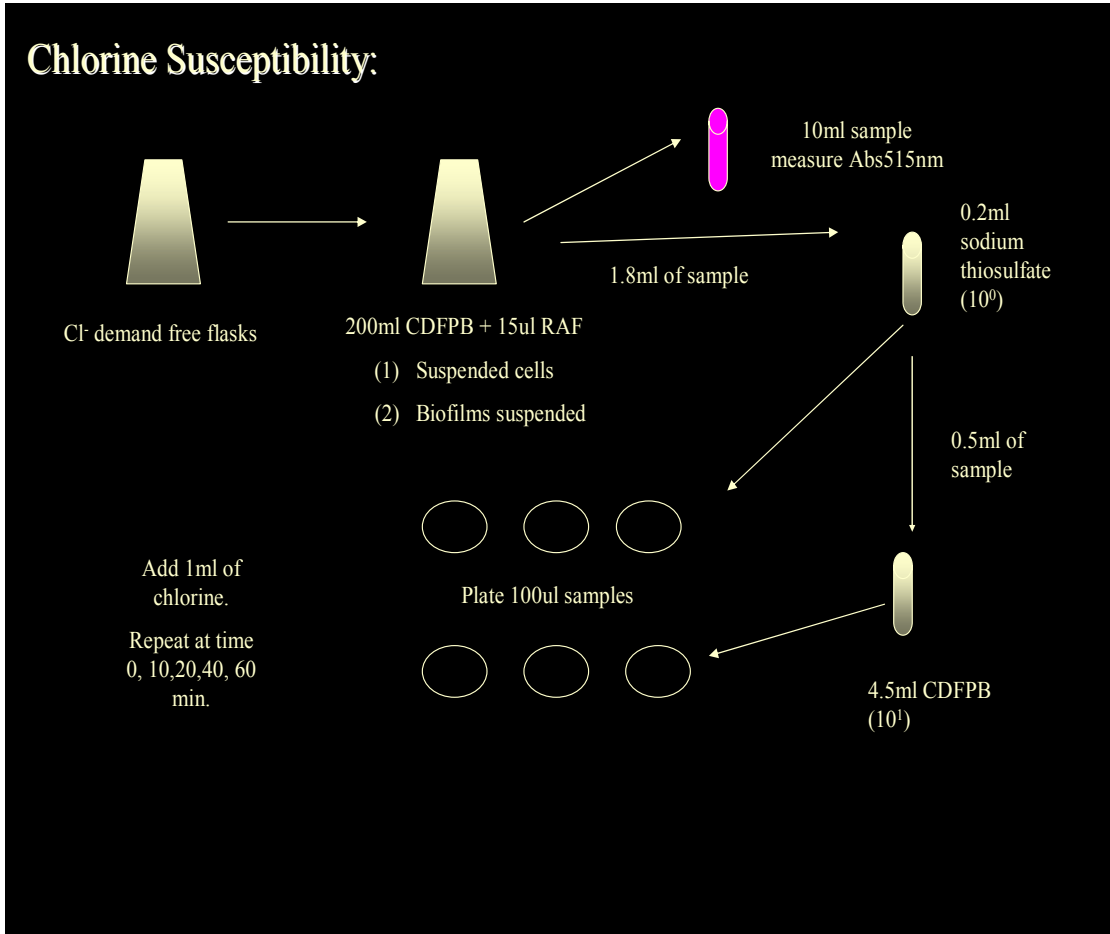 Chlorine Susceptibility:
10ml sample
measure Abs515nm
0.2ml
sodium
thiosulfate
(10⁰)
1.8ml of sample
Cl⁻ demand free flasks
200ml CDFPB + 15ul RAF
(1) Suspended cells
(2) Biofilms suspended
0.5ml of
sample
Add 1ml of
chlorine.
Repeat at time
0, 10,20,40, 60
min.
Plate 100ul samples
4.5ml CDFPB
(10¹)